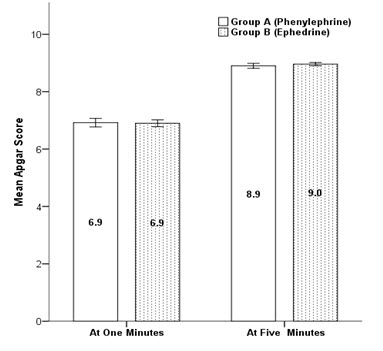 Group A (Phenylephrine)
Group B (Ephedrine)
Mean Apgar Score
10
8
6
4
2
0
6.9
6.9
8.9
9.0
At One Minutes
At Five Minutes